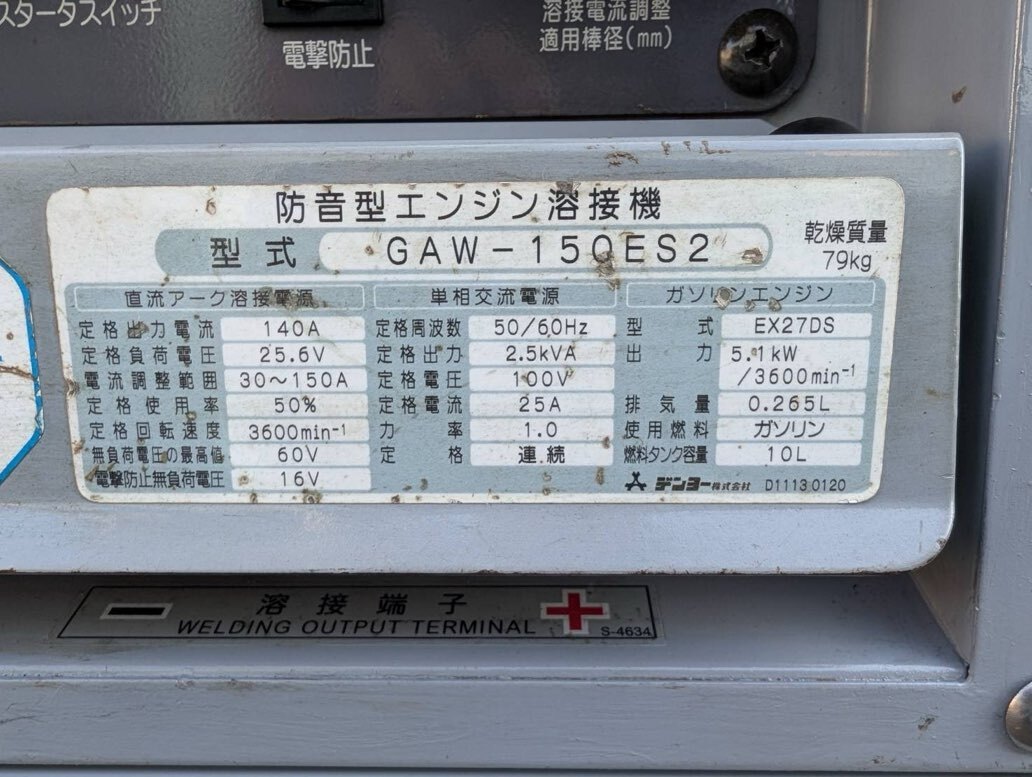 スタータスイッチ
電撃防止
溶接電流調整
適用棒径(mm)
防音型エンジン溶接機
型式 GAW-150ES2
乾燥質量
79kg
直流アーク溶接電源
定格出力電流 140A
定格負荷電圧 25.6V
電流調整範囲 30～150A
定格使用率 50%
定格回転速度 3600min⁻¹
無負荷電圧の最高値 60V
電撃防止無負荷電圧 16V
単相交流電源
定格周波数 50/60Hz
定格出力 2.5kVA
定格電圧 100V
定格電流 25A
力率 1.0
定格 連続
ガソリンエンジン
型式 EX27DS
出力 5.1kW
/3600min⁻¹
排気量 0.265L
使用燃料 ガソリン
燃料タンク容量 10L
デンヨー株式会社 D1113 0120
− 溶接端子 +
WELDING OUTPUT TERMINAL
S-4634